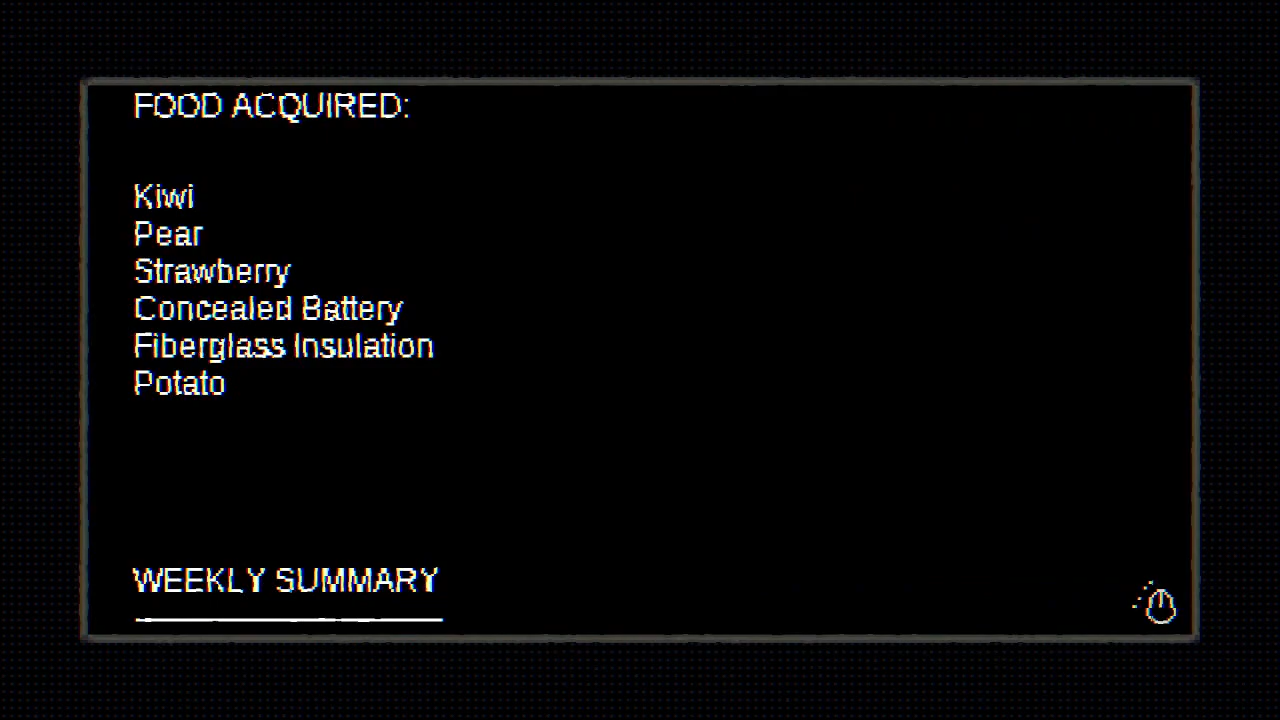 FOOD ACQUIRED:
Kiwi
Pear
Strawberry
Concealed Battery
Fiberglass Insulation
Potato
WEEKLY SUMMARY